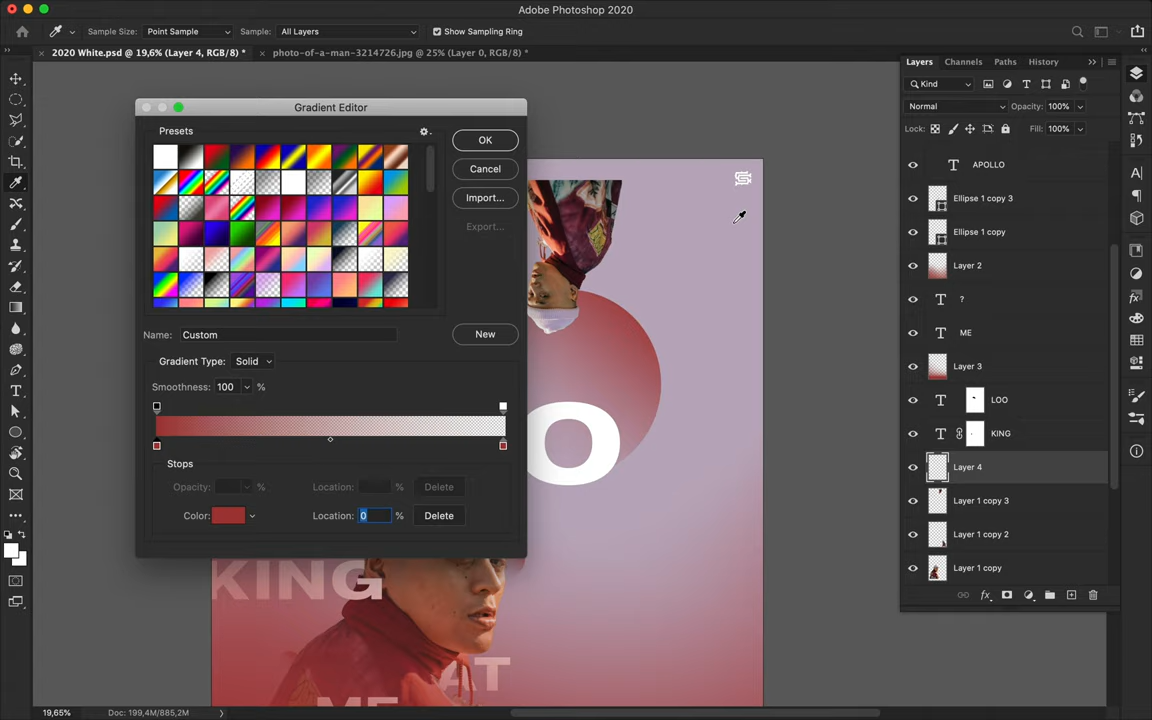 Adobe Photoshop 2020
Sample Size: Point Sample Sample: All Layers Show Sampling Ring
2020 White.psd @ 19,6% (Layer 4, RGB/8) * photo-of-a-man-3214726.jpg @ 25% (Layer 0, RGB/8) *
Layers Channels Paths History
Kind
Normal Opacity: 100%
Lock: Fill: 100%
APOLLO
Ellipse 1 copy 3
Ellipse 1 copy
Layer 2
?
ME
Layer 3
LOO
KING
Layer 4
Layer 1 copy 3
Layer 1 copy 2
Layer 1 copy
Gradient Editor
Presets
OK
Cancel
Import...
Export...
Name: Custom
New
Gradient Type: Solid
Smoothness: 100 %
Stops
Opacity: % Location: % Delete
Color: Location: 0 % Delete
O
KING
AT
ME
19,65% Doc: 199,4M/885,2M